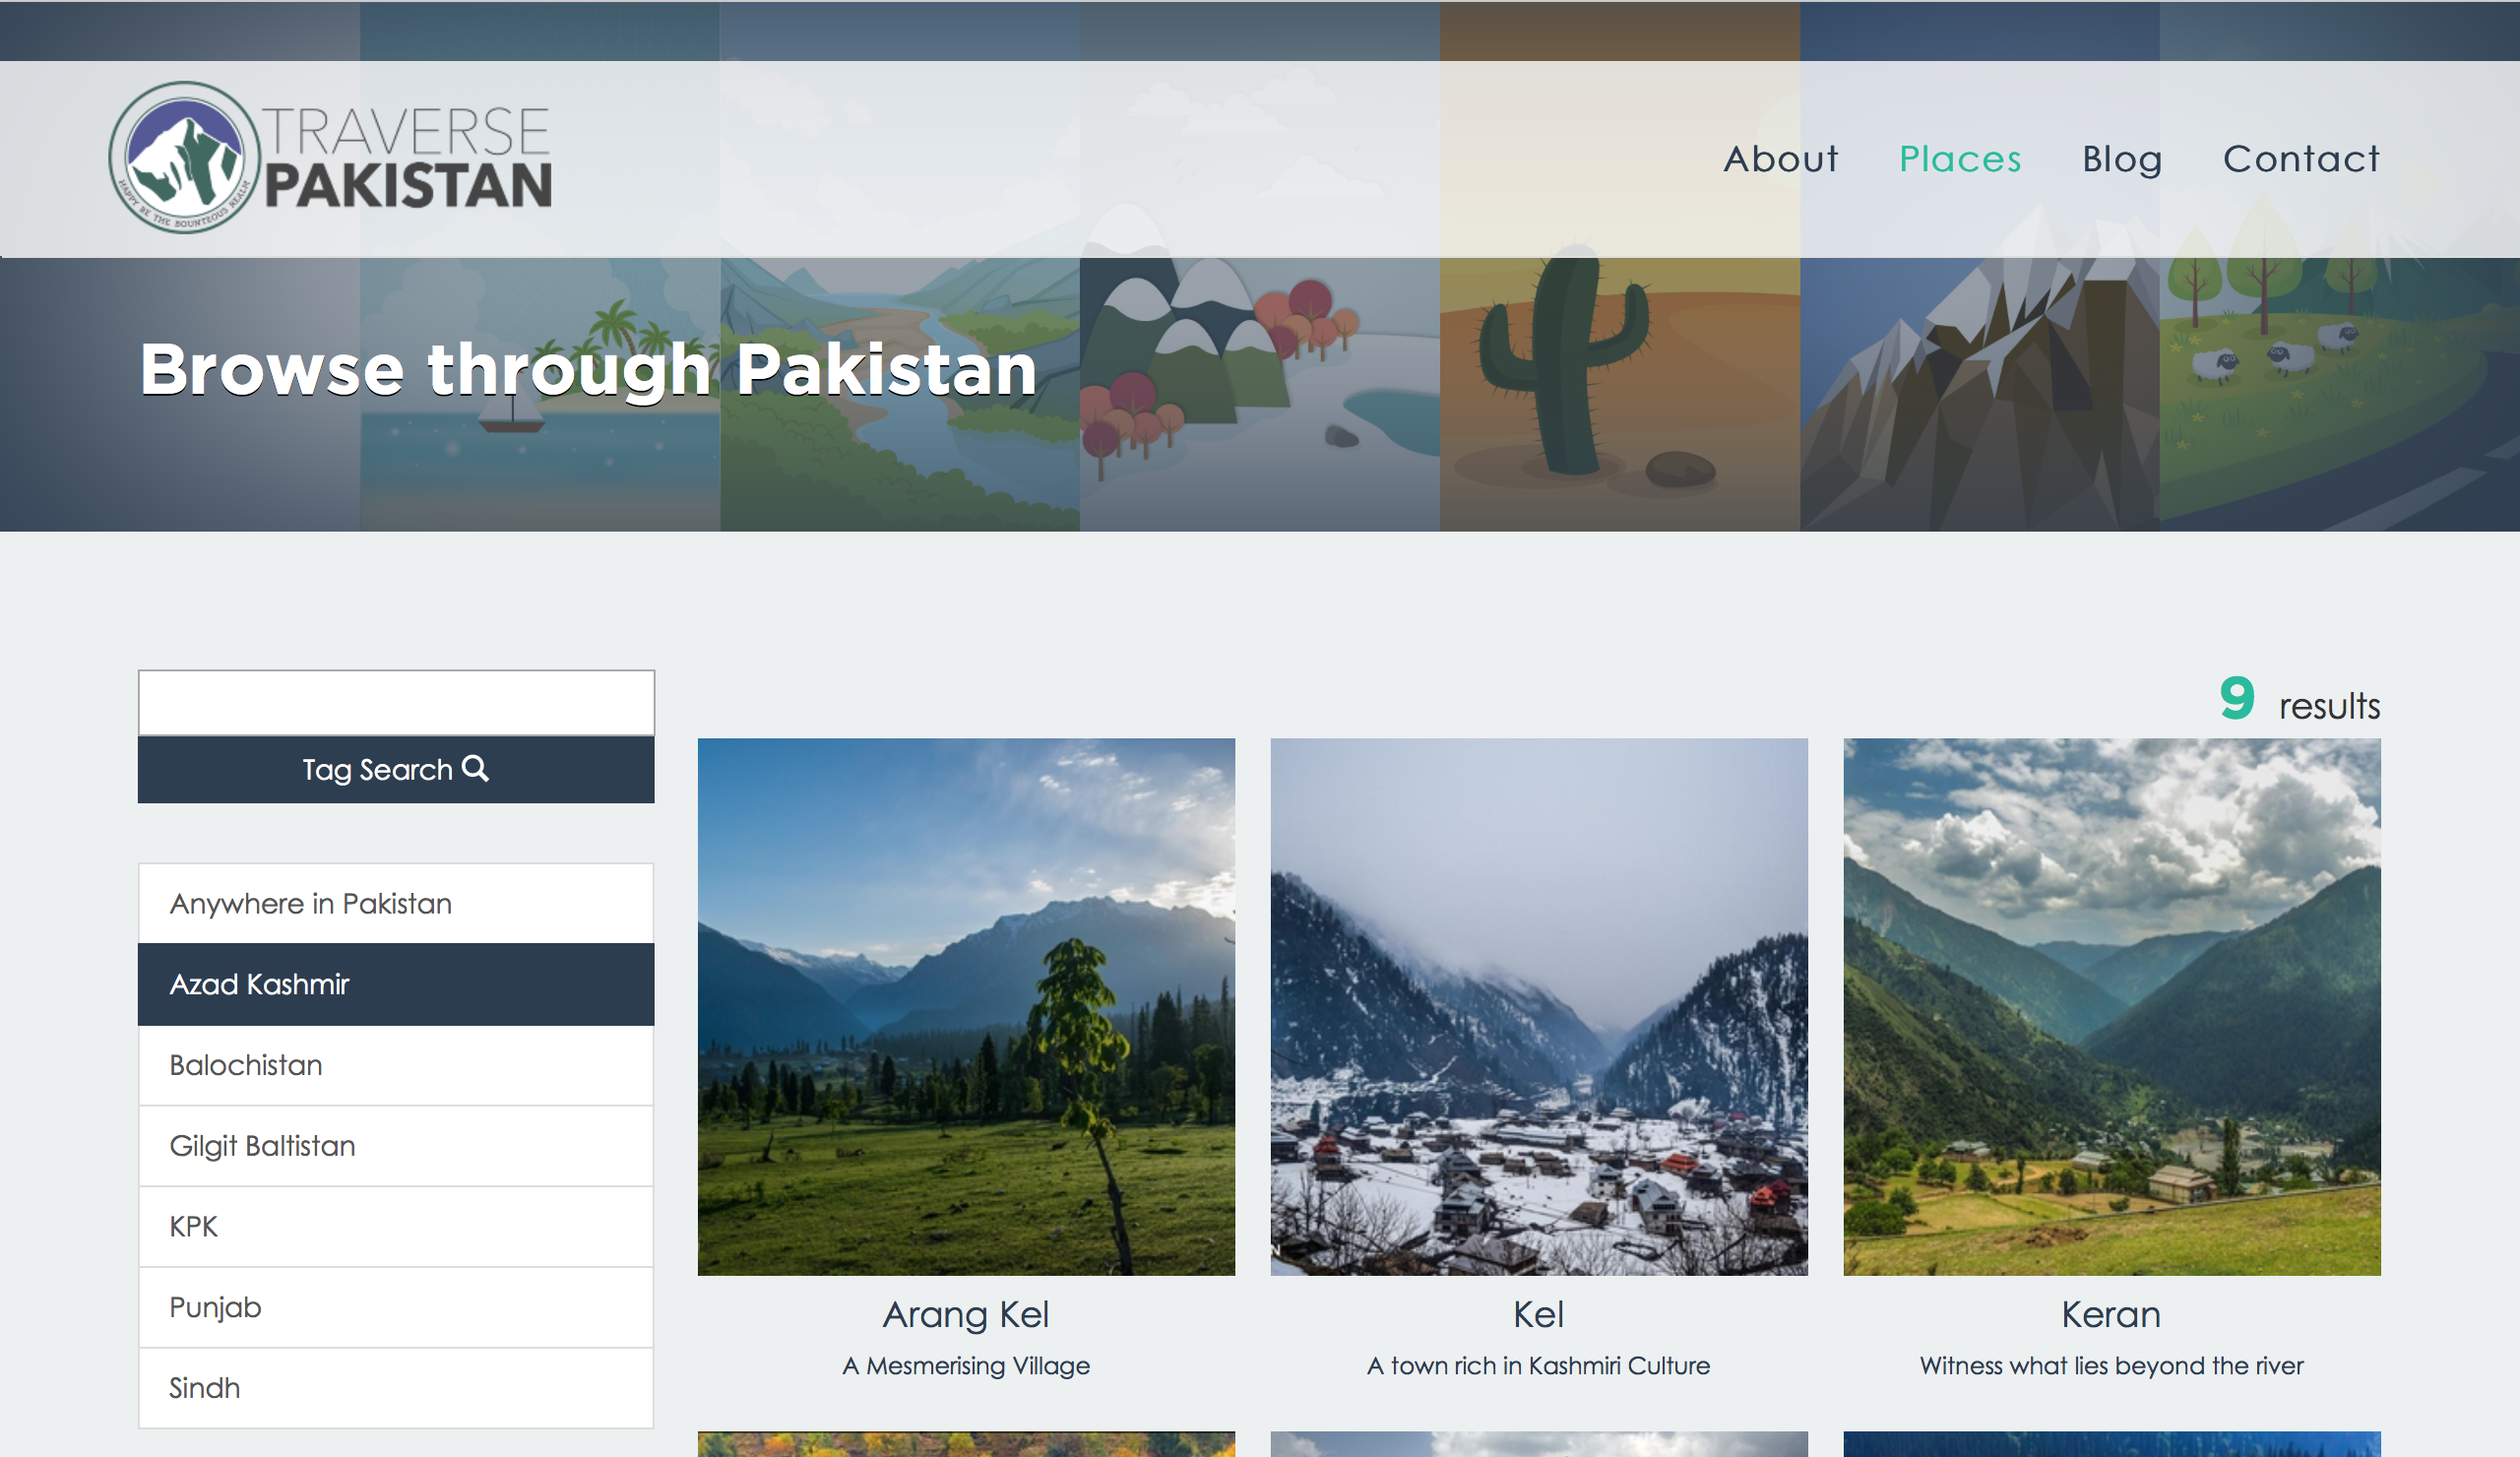 TRAVERSE
PAKISTAN
HAPPY BE THE BOUNTEOUS REALM
About Places Blog Contact
Browse through Pakistan
9 results
Tag Search
Anywhere in Pakistan
Azad Kashmir
Balochistan
Gilgit Baltistan
KPK
Punjab
Sindh
Arang Kel
A Mesmerising Village
Kel
A town rich in Kashmiri Culture
Keran
Witness what lies beyond the river